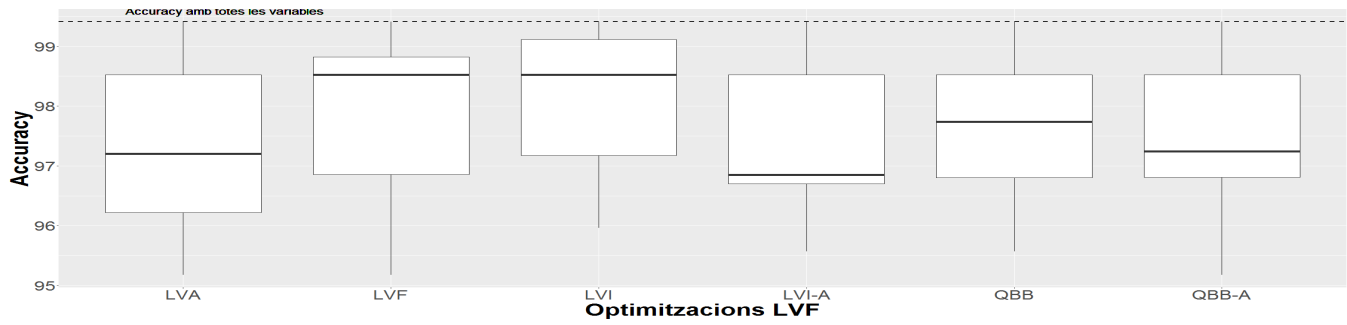 Accuracy amb totes les variables
99
98
97
96
95
Accuracy
LVA LVF LVI LVI-A QBB QBB-A
Optimitzacions LVF